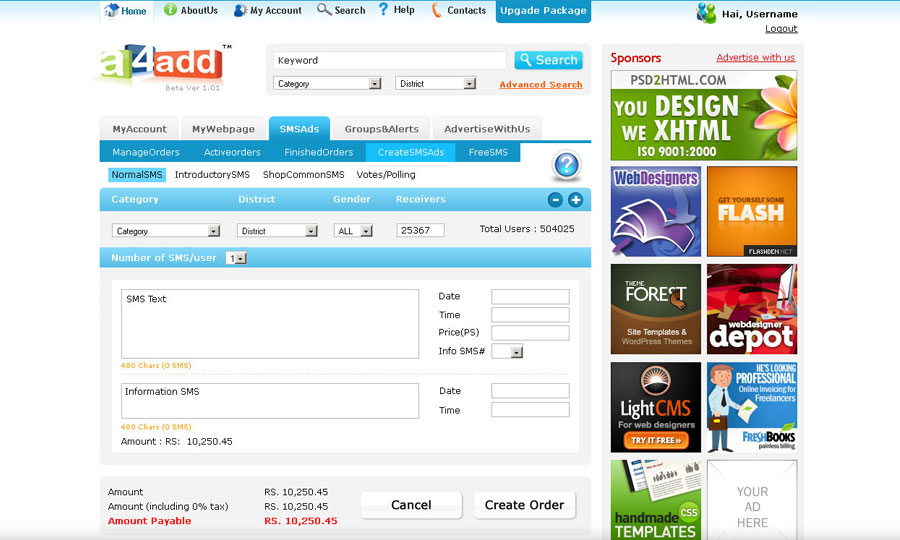 Home AboutUs My Account Search Help Contacts Upgade Package
Hai, Username
Logout
a4add™
Beta Ver 1.01
Keyword Search
Category District Advanced Search
MyAccount MyWebpage SMSAds Groups&Alerts AdvertiseWithUs
ManageOrders Activeorders FinishedOrders CreateSMSAds FreeSMS
NormalSMS IntroductorySMS ShopCommonSMS Votes/Polling ?
Category District Gender Receivers
Category District ALL 25367 Total Users : 504025
Number of SMS/user 1
SMS Text
Date
Time
Price(PS)
Info SMS#
480 Chars (0 SMS)
Information SMS
Date
Time
480 Chars (0 SMS)
Amount : RS: 10,250.45
Amount RS. 10,250.45
Amount (including 0% tax) RS. 10,250.45
Amount Payable RS. 10,250.45
Cancel Create Order
Sponsors Advertise with us
PSD2HTML.COM
YOU DESIGN
WE XHTML
ISO 9001:2000
WebDesigners
GET YOURSELF SOME
FLASH
FLASHDEN.NET
THEME
FOREST
Site Templates &
WordPress Themes
webdesigner
depot
LightCMS
For web designers
TRY IT FREE »
HE'S LOOKING
PROFESSIONAL
Online Invoicing for
Freelancers
FRESHBOOKS
painless billing
handmade CSS
TEMPLATES
YOUR
AD
HERE